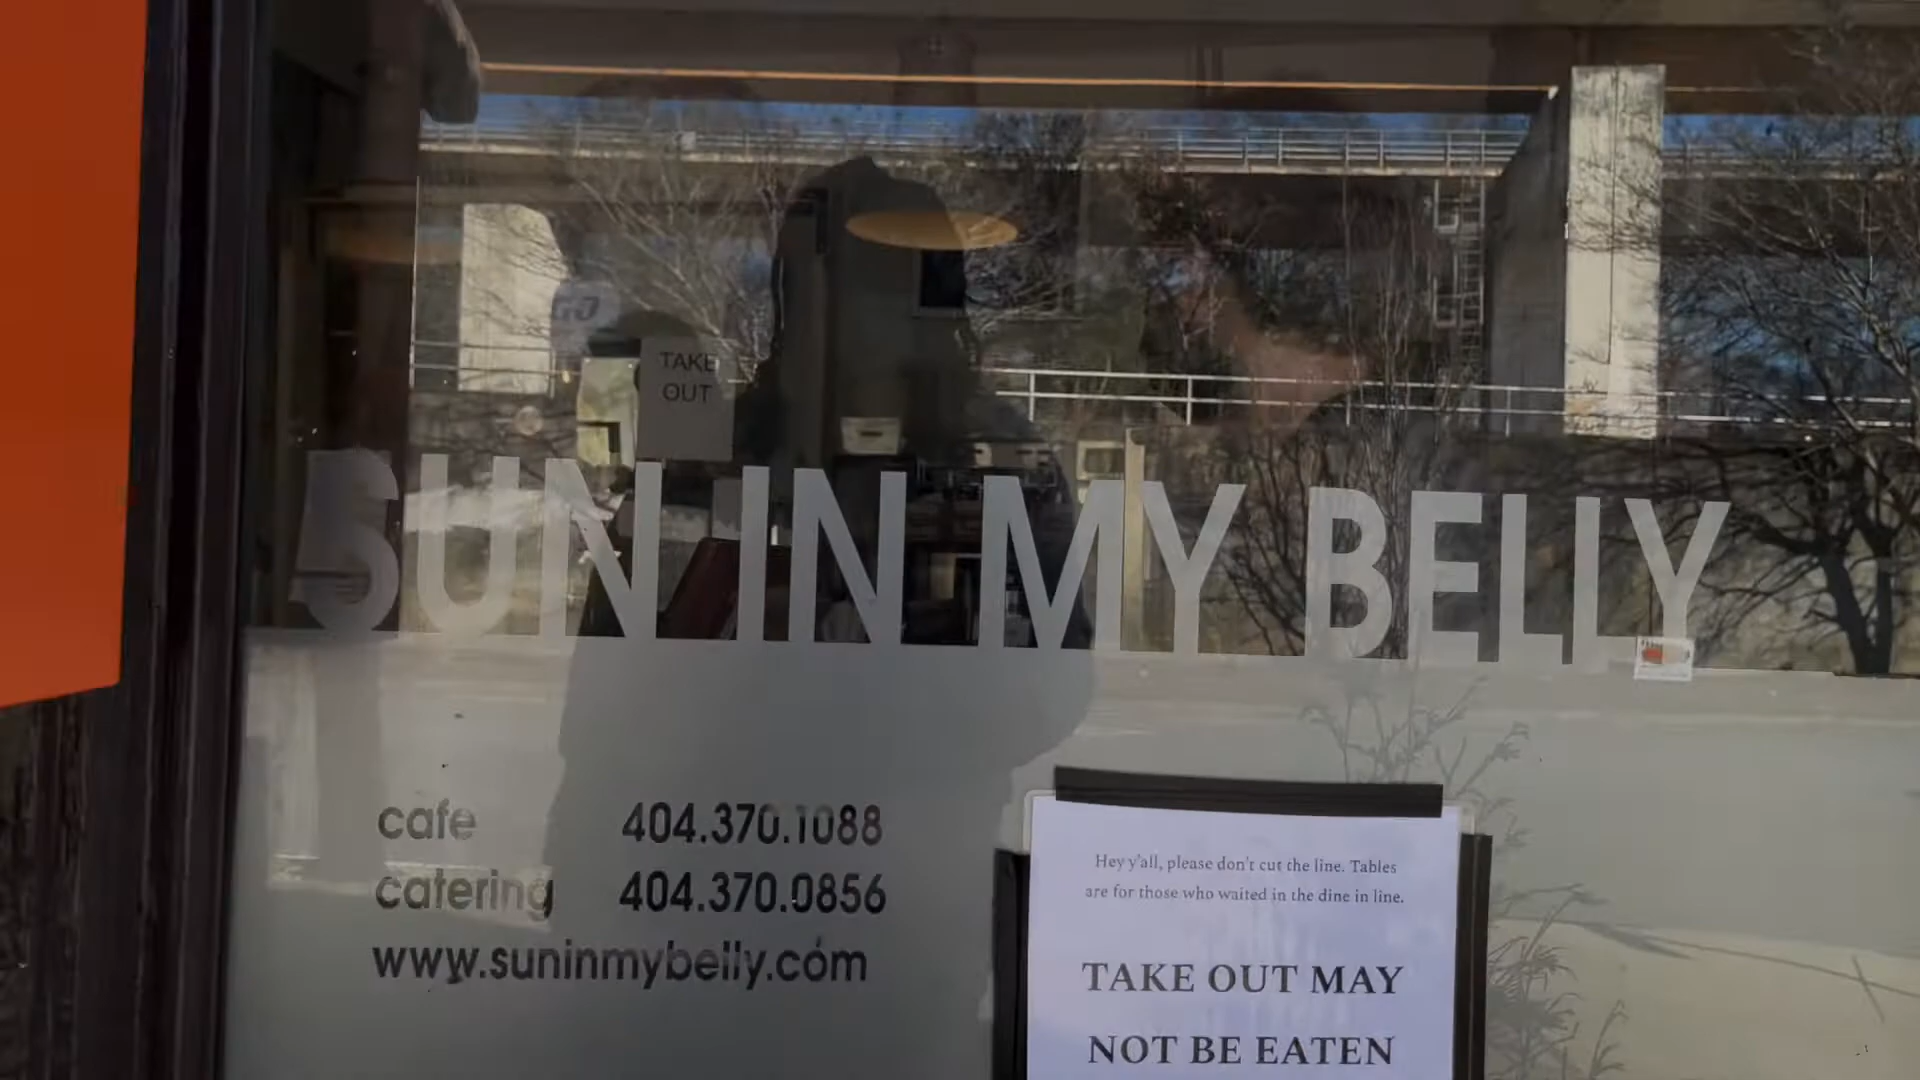 TAKE
OUT
SUN IN MY BELLY
cafe 404.370.1088
catering 404.370.0856
www.suninmybelly.com
Hey y'all, please don't cut the line. Tables
are for those who waited in the dine in line.
TAKE OUT MAY
NOT BE EATEN